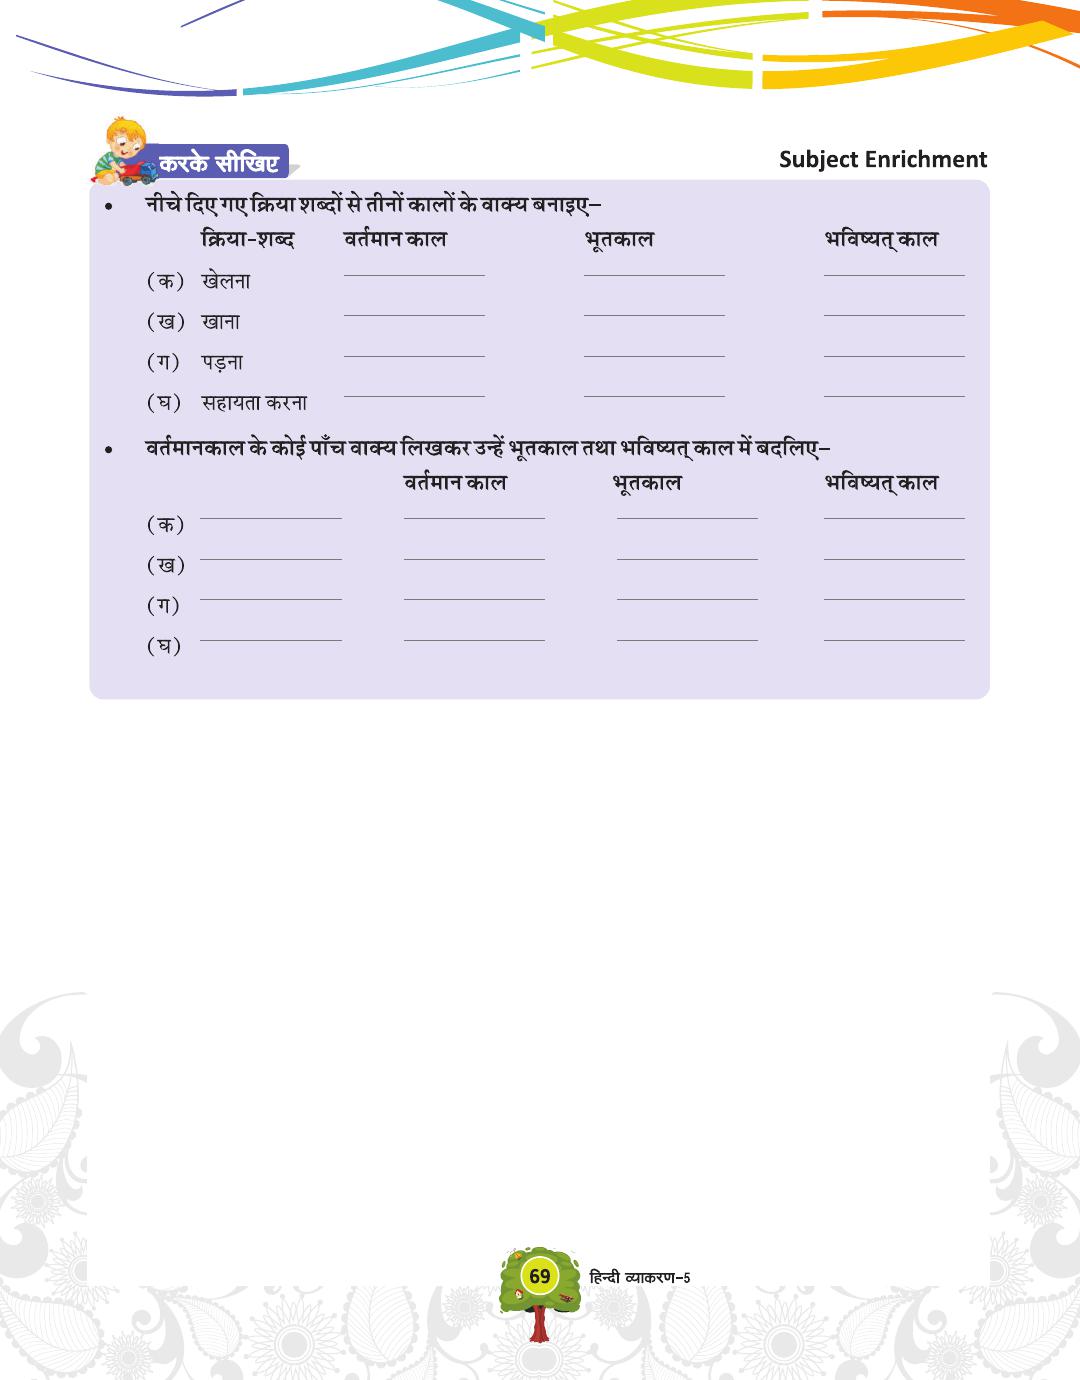 करके सीखिए
Subject Enrichment
• नीचे दिए गए क्रिया शब्दों से तीनों कालों के वाक्य बनाइए–
क्रिया-शब्द वर्तमान काल भूतकाल भविष्यत् काल
(क) खेलना
(ख) खाना
(ग) पड़ना
(घ) सहायता करना
• वर्तमानकाल के कोई पाँच वाक्य लिखकर उन्हें भूतकाल तथा भविष्यत् काल में बदलिए–
वर्तमान काल भूतकाल भविष्यत् काल
(क)
(ख)
(ग)
(घ)
69 हिन्दी व्याकरण–5